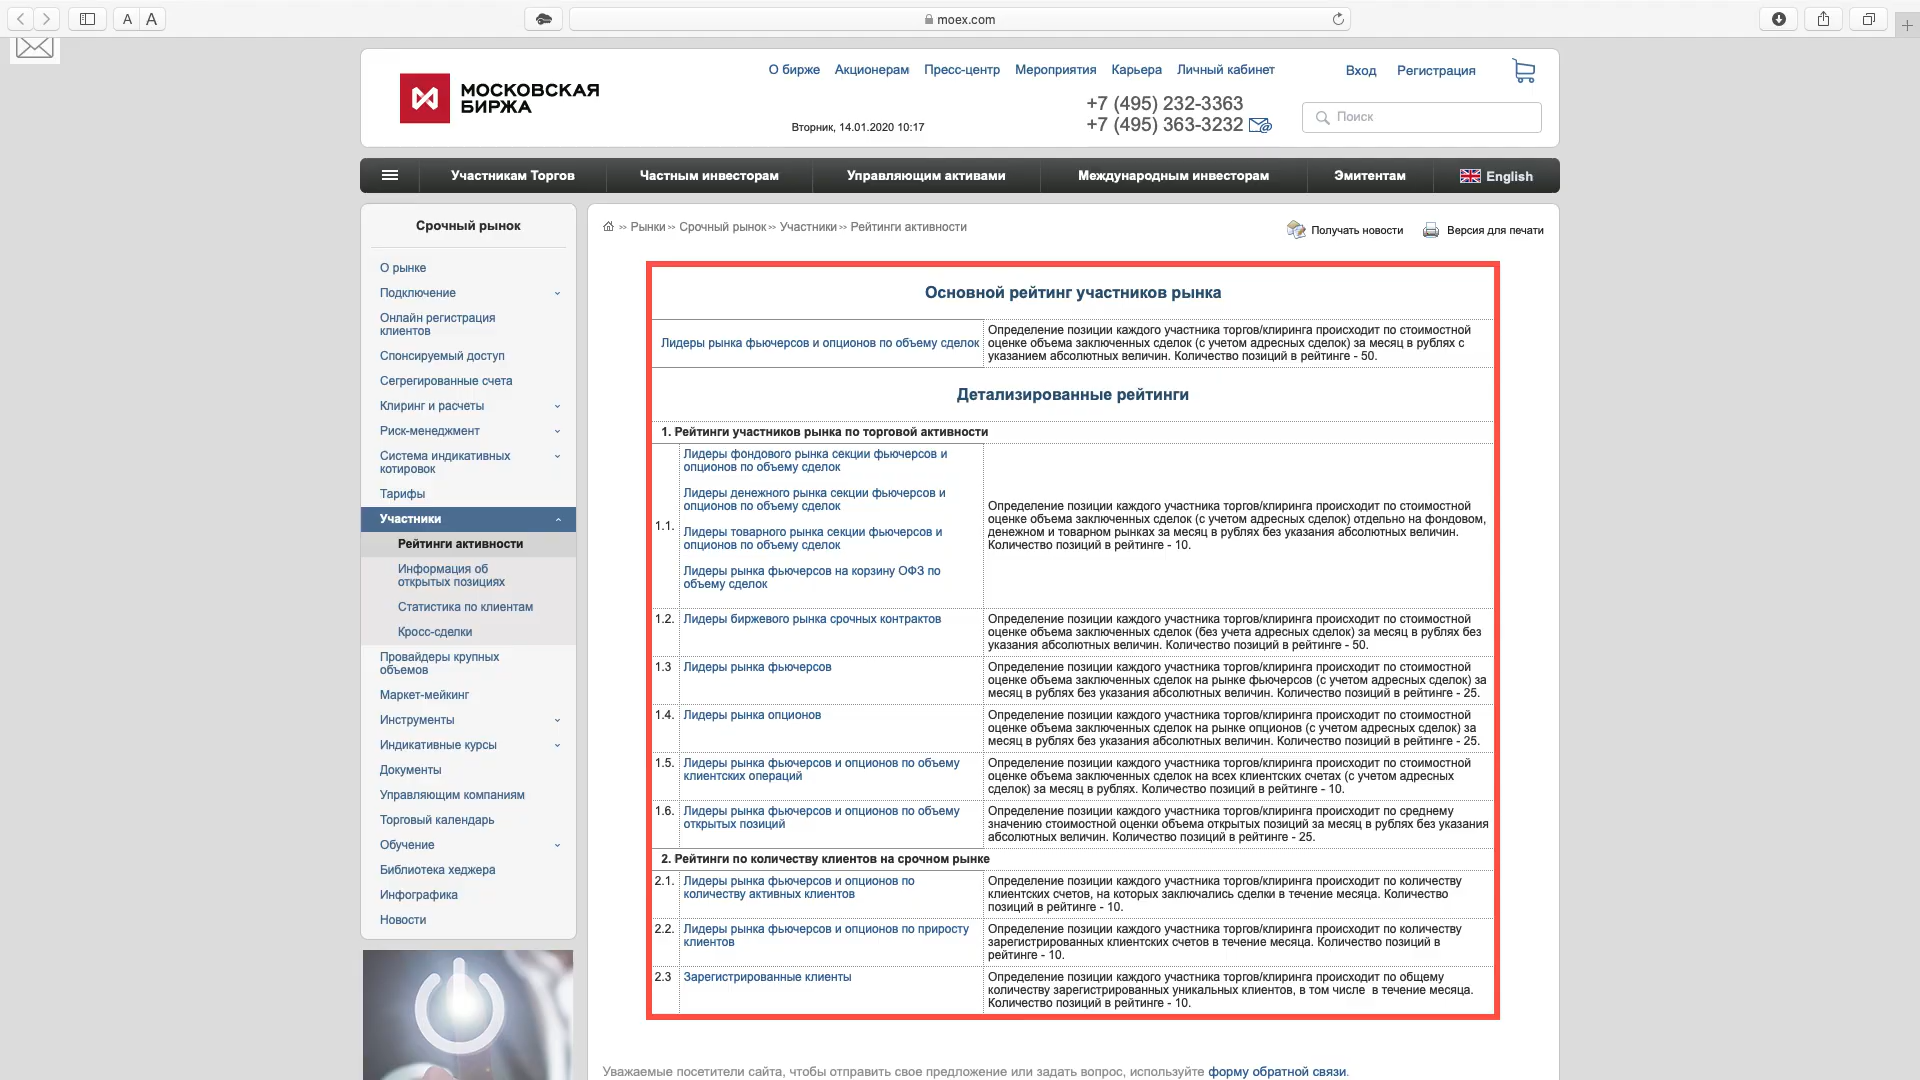 A A
moex.com
МОСКОВСКАЯ
БИРЖА
О бирже Акционерам Пресс-центр Мероприятия Карьера Личный кабинет
Вход Регистрация
+7 (495) 232-3363
+7 (495) 363-3232
Поиск
Вторник, 14.01.2020 10:17
Участникам Торгов Частным инвесторам Управляющим активами Международным инвесторам Эмитентам English
Срочный рынок
О рынке
Подключение
Онлайн регистрация
клиентов
Спонсируемый доступ
Сегрегированные счета
Клиринг и расчеты
Риск-менеджмент
Система индикативных
котировок
Тарифы
Участники
Рейтинги активности
Информация об
открытых позициях
Статистика по клиентам
Кросс-сделки
Провайдеры крупных
объемов
Маркет-мейкинг
Инструменты
Индикативные курсы
Документы
Управляющим компаниям
Торговый календарь
Обучение
Библиотека хеджера
Инфографика
Новости
>> Рынки >> Срочный рынок >> Участники >> Рейтинги активности
Получать новости Версия для печати
Основной рейтинг участников рынка
Лидеры рынка фьючерсов и опционов по объему сделок
Определение позиции каждого участника торгов/клиринга происходит по стоимостной
оценке объема заключенных сделок (с учетом адресных сделок) за месяц в рублях с
указанием абсолютных величин. Количество позиций в рейтинге - 50.
Детализированные рейтинги
1. Рейтинги участников рынка по торговой активности
1.1.
Лидеры фондового рынка секции фьючерсов и
опционов по объему сделок
Лидеры денежного рынка секции фьючерсов и
опционов по объему сделок
Лидеры товарного рынка секции фьючерсов и
опционов по объему сделок
Лидеры рынка фьючерсов на корзину ОФЗ по
объему сделок
Определение позиции каждого участника торгов/клиринга происходит по стоимостной
оценке объема заключенных сделок (с учетом адресных сделок) отдельно на фондовом,
денежном и товарном рынках за месяц в рублях без указания абсолютных величин.
Количество позиций в рейтинге - 10.
1.2. Лидеры биржевого рынка срочных контрактов
Определение позиции каждого участника торгов/клиринга происходит по стоимостной
оценке объема заключенных сделок (без учета адресных сделок) за месяц в рублях без
указания абсолютных величин. Количество позиций в рейтинге - 50.
1.3 Лидеры рынка фьючерсов
Определение позиции каждого участника торгов/клиринга происходит по стоимостной
оценке объема заключенных сделок на рынке фьючерсов (с учетом адресных сделок) за
месяц в рублях без указания абсолютных величин. Количество позиций в рейтинге - 25.
1.4. Лидеры рынка опционов
Определение позиции каждого участника торгов/клиринга происходит по стоимостной
оценке объема заключенных сделок на рынке опционов (с учетом адресных сделок) за
месяц в рублях без указания абсолютных величин. Количество позиций в рейтинге - 25.
1.5. Лидеры рынка фьючерсов и опционов по объему
клиентских операций
Определение позиции каждого участника торгов/клиринга происходит по стоимостной
оценке объема заключенных сделок на всех клиентских счетах (с учетом адресных
сделок) за месяц в рублях. Количество позиций в рейтинге - 10.
1.6. Лидеры рынка фьючерсов и опционов по объему
открытых позиций
Определение позиции каждого участника торгов/клиринга происходит по среднему
значению стоимостной оценки объема открытых позиций за месяц в рублях без указания
абсолютных величин. Количество позиций в рейтинге - 25.
2. Рейтинги по количеству клиентов на срочном рынке
2.1. Лидеры рынка фьючерсов и опционов по
количеству активных клиентов
Определение позиции каждого участника торгов/клиринга происходит по количеству
клиентских счетов, на которых заключались сделки в течение месяца. Количество
позиций в рейтинге - 10.
2.2. Лидеры рынка фьючерсов и опционов по приросту
клиентов
Определение позиции каждого участника торгов/клиринга происходит по количеству
зарегистрированных клиентских счетов в течение месяца. Количество позиций в
рейтинге - 10.
2.3 Зарегистрированные клиенты
Определение позиции каждого участника торгов/клиринга происходит по общему
количеству зарегистрированных уникальных клиентов, в том числе в течение месяца.
Количество позиций в рейтинге - 10.
Уважаемые посетители сайта, чтобы отправить свое предложение или задать вопрос, используйте форму обратной связи.